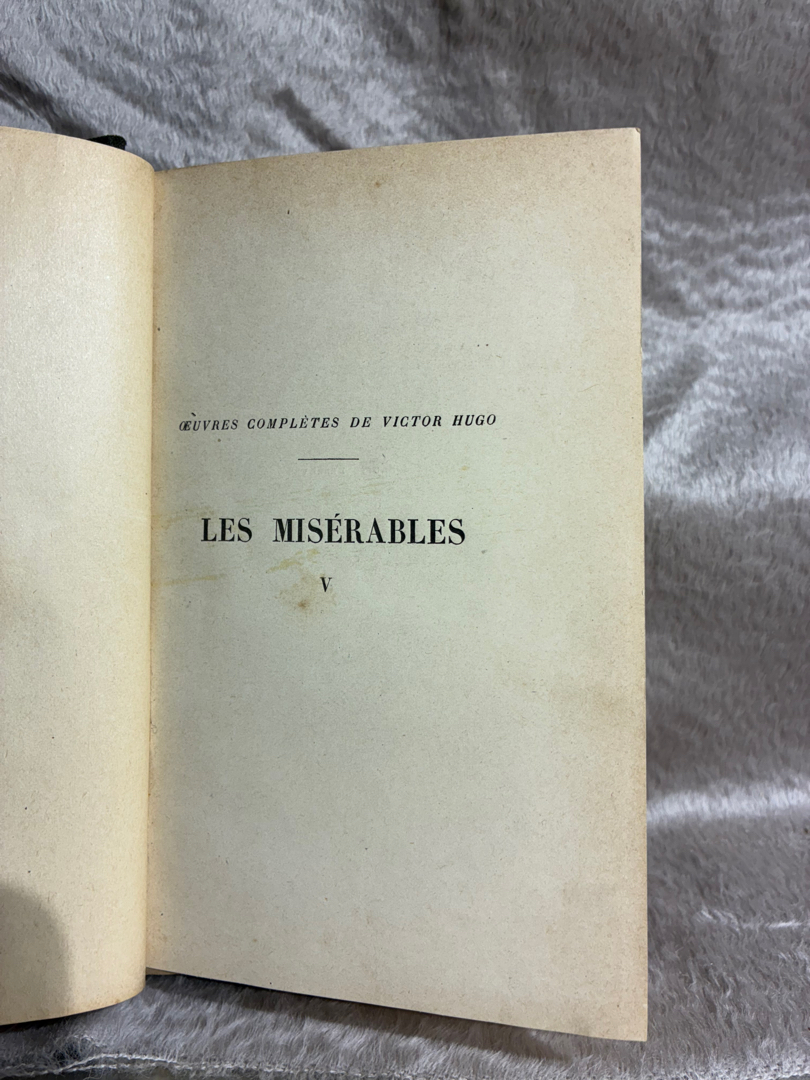 ŒUVRES COMPLÈTES DE VICTOR HUGO
LES MISÉRABLES
V